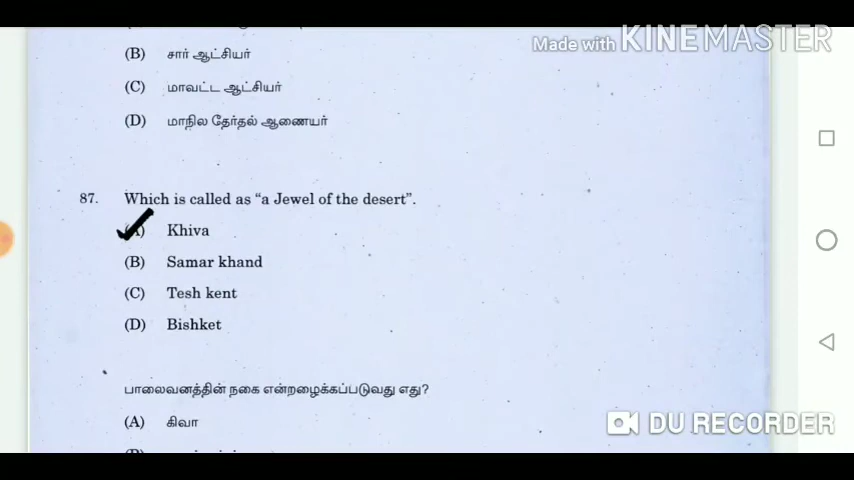 Made with KINEMASTER
(B) சார் ஆட்சியர்
(C) மாவட்ட ஆட்சியர்
(D) மாநில தேர்தல் ஆணையர்
87. Which is called as “a Jewel of the desert”.
(A) Khiva
(B) Samar khand
(C) Tesh kent
(D) Bishket
பாலைவனத்தின் நகை என்றழைக்கப்படுவது எது?
(A) கிவா
DU RECORDER